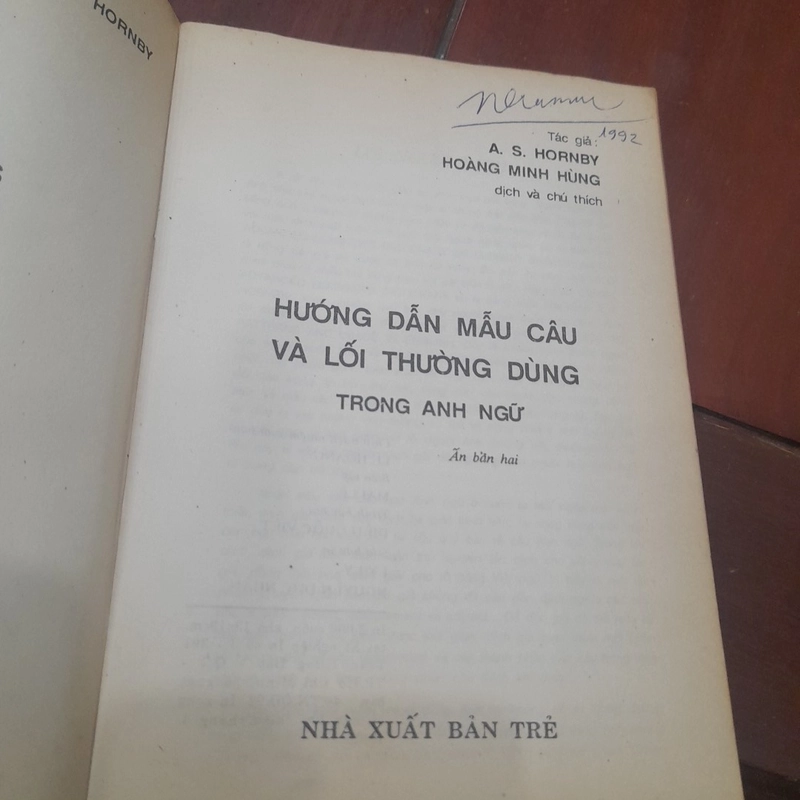 HORNBY
S
1992
Tác giả:
A. S. HORNBY
HOÀNG MINH HÙNG
dịch và chú thích
HƯỚNG DẪN MẪU CÂU
VÀ LỐI THƯỜNG DÙNG
TRONG ANH NGỮ
Ấn bản hai
NHÀ XUẤT BẢN TRẺ